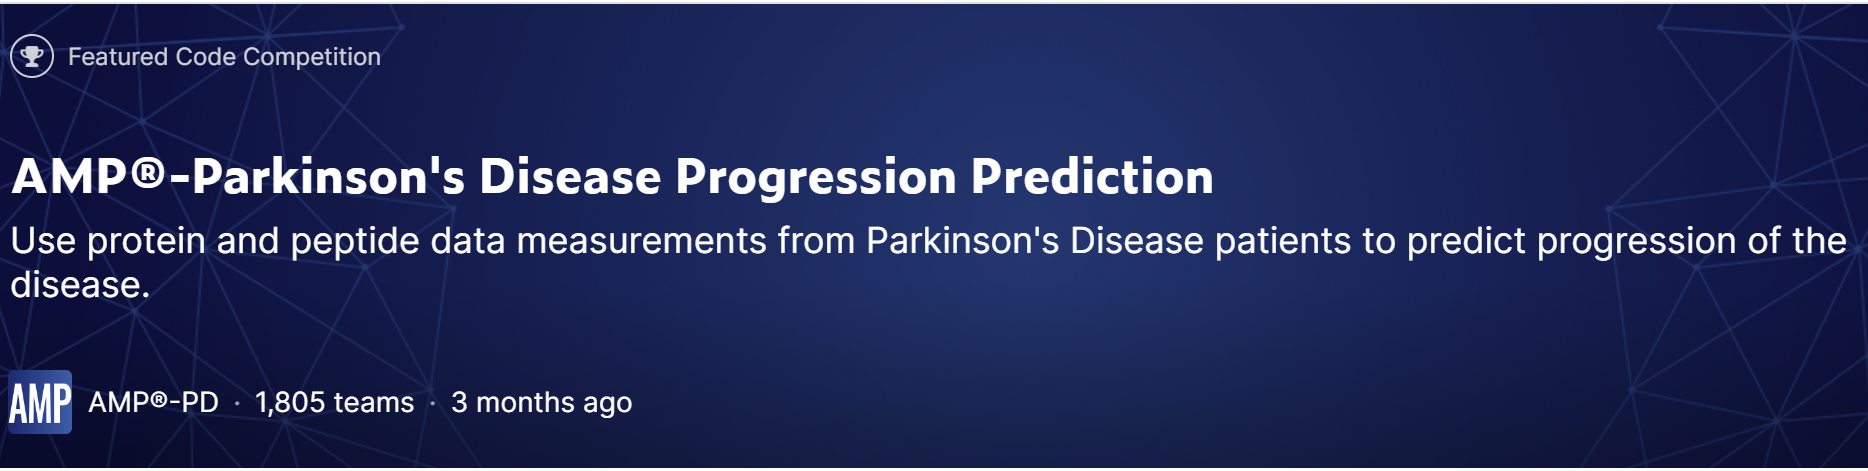 Featured Code Competition
AMP®-Parkinson's Disease Progression Prediction
Use protein and peptide data measurements from Parkinson's Disease patients to predict progression of the
disease.
AMP AMP®-PD · 1,805 teams · 3 months ago